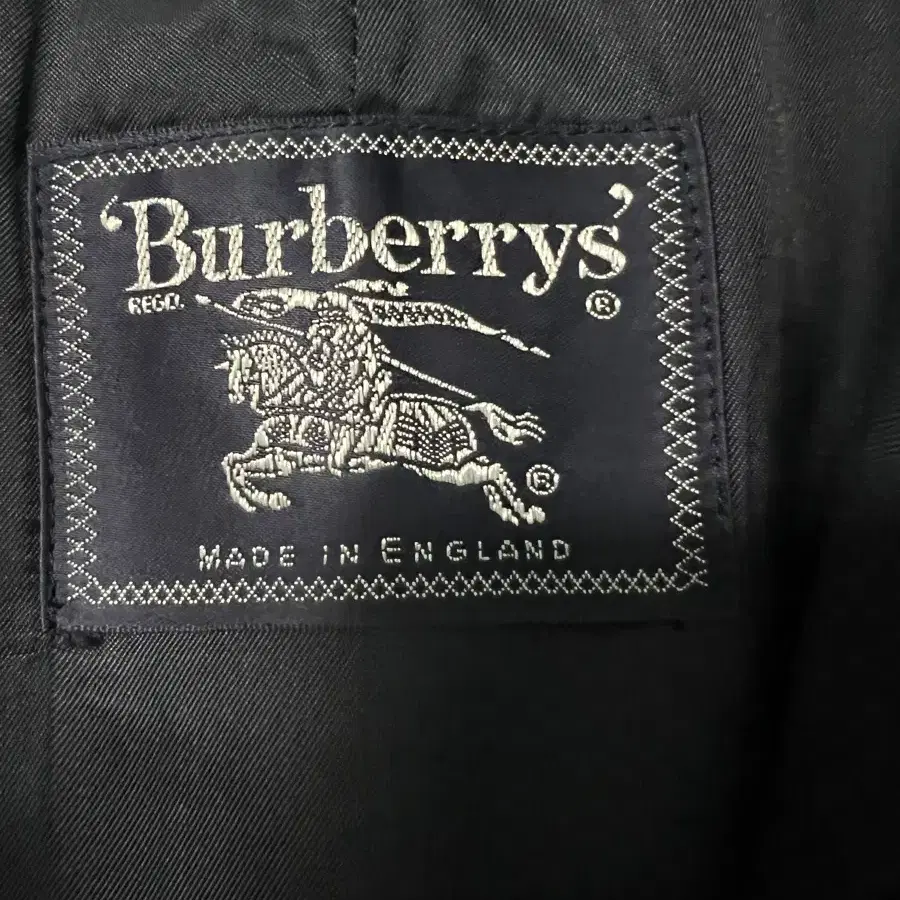 'Burberrys'
REGD.
®
®
MADE IN ENGLAND